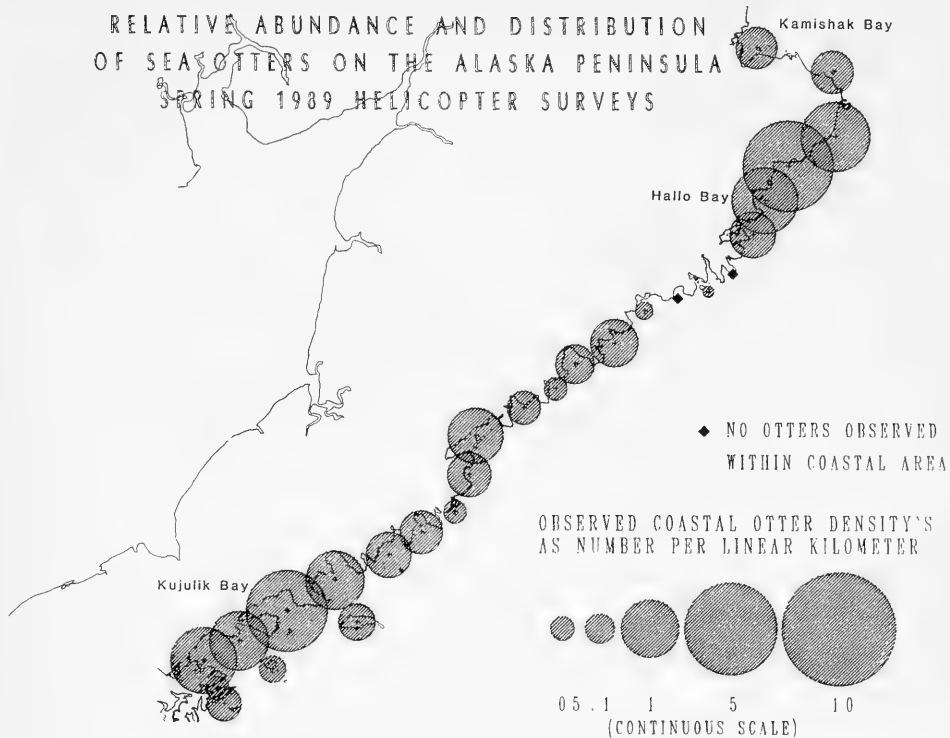 RELATIVE ABUNDANCE AND DISTRIBUTION
OF SEA OTTERS ON THE ALASKA PENINSULA
SPRING 1989 HELICOPTER SURVEYS
Kamishak Bay
Hallo Bay
◆ NO OTTERS OBSERVED
WITHIN COASTAL AREA
OBSERVED COASTAL OTTER DENSITY'S
AS NUMBER PER LINEAR KILOMETER
Kujulik Bay
05 .1 1 5 10
(CONTINUOUS SCALE)